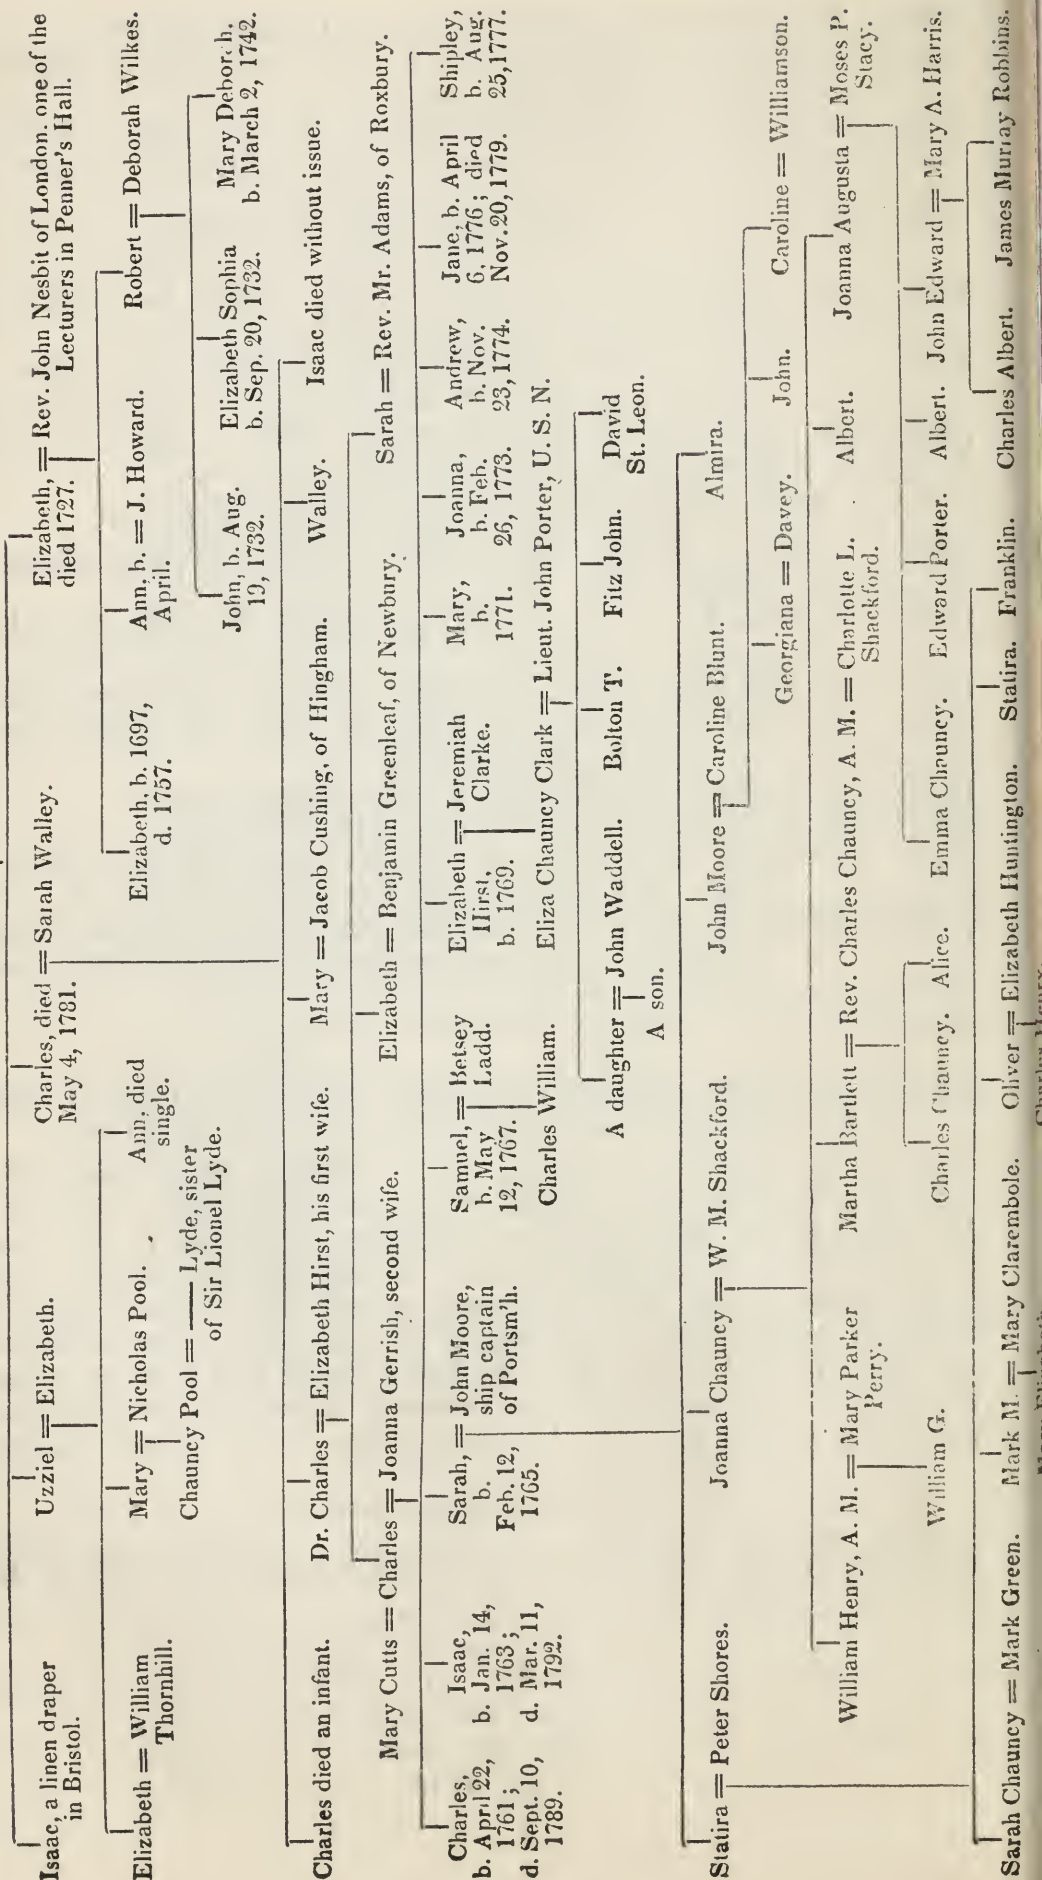 Isaac, a linen draper
in Bristol.
Uzziel = Elizabeth.
Charles, died = Sarah Walley.
May 4, 1781.
Elizabeth, = Rev. John Nesbit of London. one of the
died 1727. Lecturers in Penner's Hall.
Elizabeth = William
Thornhill.
Mary = Nicholas Pool.
Ann, died
single.
Elizabeth, b. 1697,
d. 1757.
Ann, b. = J. Howard.
April.
Robert = Deborah Wilkes.
Chauncy Pool = —— Lyde, sister
of Sir Lionel Lyde.
John, b. Aug.
19, 1732.
Elizabeth Sophia
b. Sep. 20, 1732.
Mary Deborah.
b. March 2, 1742.
Charles died an infant.
Dr. Charles = Elizabeth Hirst, his first wife.
Mary = Jacob Cushing, of Hingham.
Walley.
Isaac died without issue.
Mary Cutts = Charles = Joanna Gerrish, second wife.
Elizabeth = Benjamin Greenleaf, of Newbury.
Sarah = Rev. Mr. Adams, of Roxbury.
Charles,
b. April 22,
1761;
d. Sept. 10,
1789.
Isaac,
b. Jan. 14,
1763;
d. Mar. 11,
1792.
Sarah, = John Moore,
b. ship captain
Feb. 12, of Portsm'h.
1765.
Samuel, = Betsey
b. May Ladd.
12, 1767.
Elizabeth = Jeremiah
Hirst, Clarke.
b. 1769.
Mary,
b.
1771.
Joanna,
b. Feb.
26, 1773.
Andrew,
b. Nov.
23, 1774.
Jane, b. April
6, 1776; died
Nov. 20, 1779.
Shipley,
b. Aug.
25, 1777.
Charles William.
Eliza Chauncy Clark = Lieut. John Porter, U. S. N.
A daughter = John Waddell.
Bolton T.
Fitz John.
David
St. Leon.
A son.
Statira = Peter Shores.
Joanna Chauncy = W. M. Shackford.
John Moore = Caroline Blunt.
Almira.
Georgiana = Davey.
John.
Caroline = Williamson.
William Henry, A. M. = Mary Parker
Perry.
Martha Bartlett = Rev. Charles Chauncy, A. M. = Charlotte L.
Shackford.
Albert.
Joanna Augusta = Moses P.
Stacy.
William G.
Charles Chauncy.
Alice.
Emma Chauncy.
Edward Porter.
Albert.
John Edward = Mary A. Harris.
Sarah Chauncy = Mark Green.
Mark M. = Mary Clarembole.
Oliver = Elizabeth Huntington.
Statira.
Franklin.
Charles Albert.
James Murray Robbins.